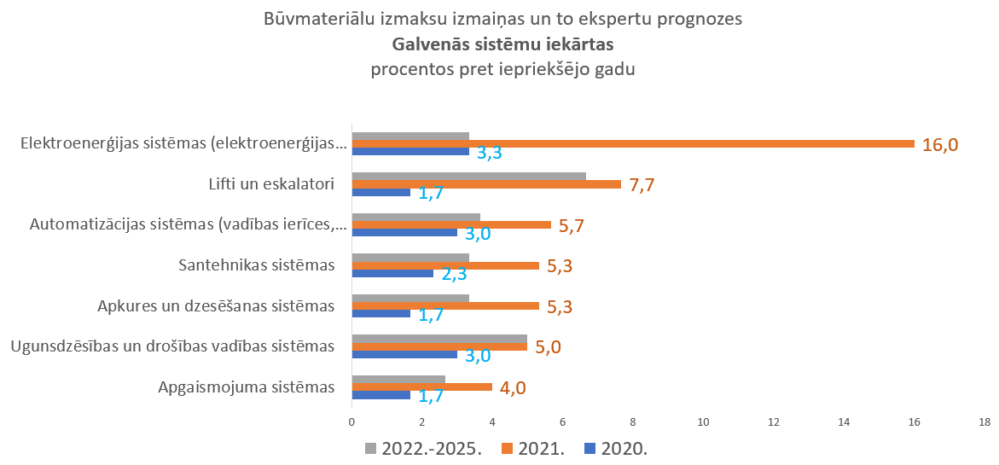 Būvmateriālu izmaksu izmaiņas un to ekspertu prognozes
Galvenās sistēmu iekārtas
procentos pret iepriekšējo gadu
Elektroenerģijas sistēmas (elektroenerģijas...
16,0
3,3
Lifti un eskalatori
7,7
1,7
Automatizācijas sistēmas (vadības ierīces,...
5,7
3,0
Santehnikas sistēmas
5,3
2,3
Apkures un dzesēšanas sistēmas
5,3
1,7
Ugunsdzēsības un drošības vadības sistēmas
5,0
3,0
Apgaismojuma sistēmas
4,0
1,7
0 2 4 6 8 10 12 14 16 18
2022.-2025. 2021. 2020.